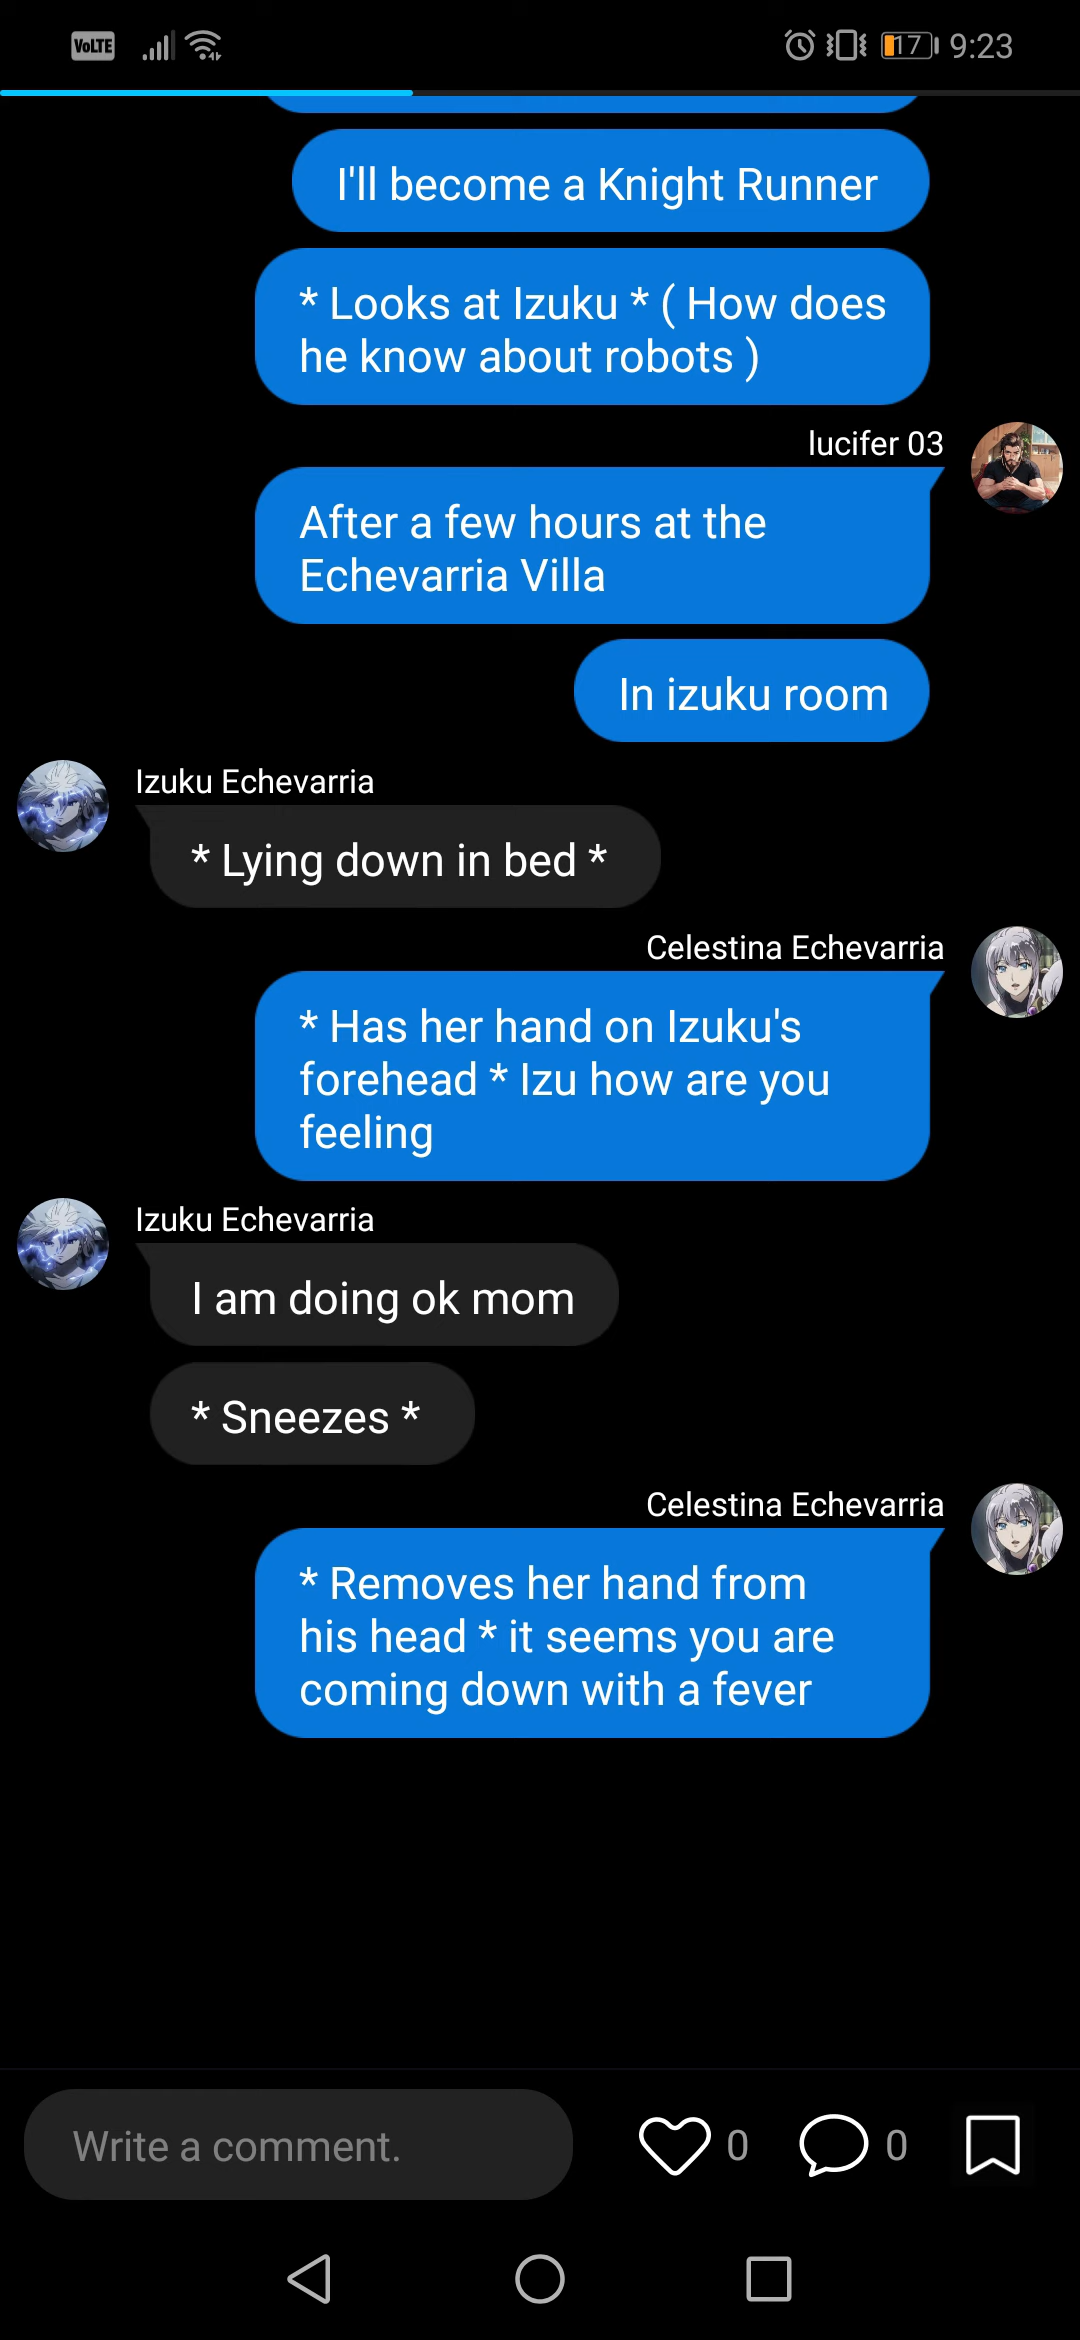 VoLTE
17
9:23
I'll become a Knight Runner
* Looks at Izuku * ( How does
he know about robots )
lucifer 03
After a few hours at the
Echevarria Villa
In izuku room
Izuku Echevarria
* Lying down in bed *
Celestina Echevarria
* Has her hand on Izuku's
forehead * Izu how are you
feeling
Izuku Echevarria
I am doing ok mom
* Sneezes *
Celestina Echevarria
* Removes her hand from
his head * it seems you are
coming down with a fever
Write a comment.
0
0